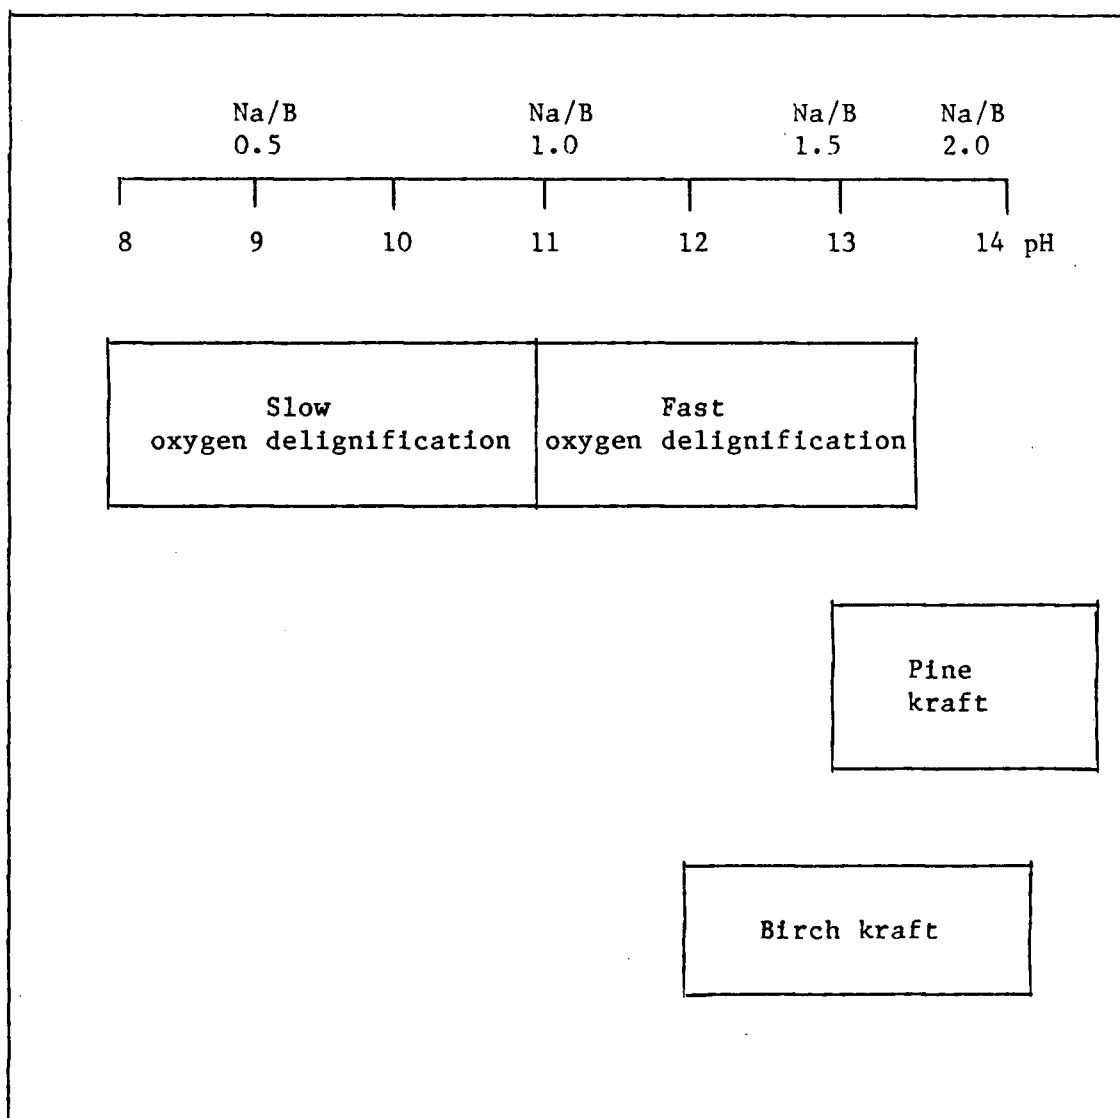 Na/B Na/B Na/B Na/B
0.5 1.0 1.5 2.0
8 9 10 11 12 13 14 pH
Slow Fast
oxygen delignification oxygen delignification
Pine
kraft
Birch kraft